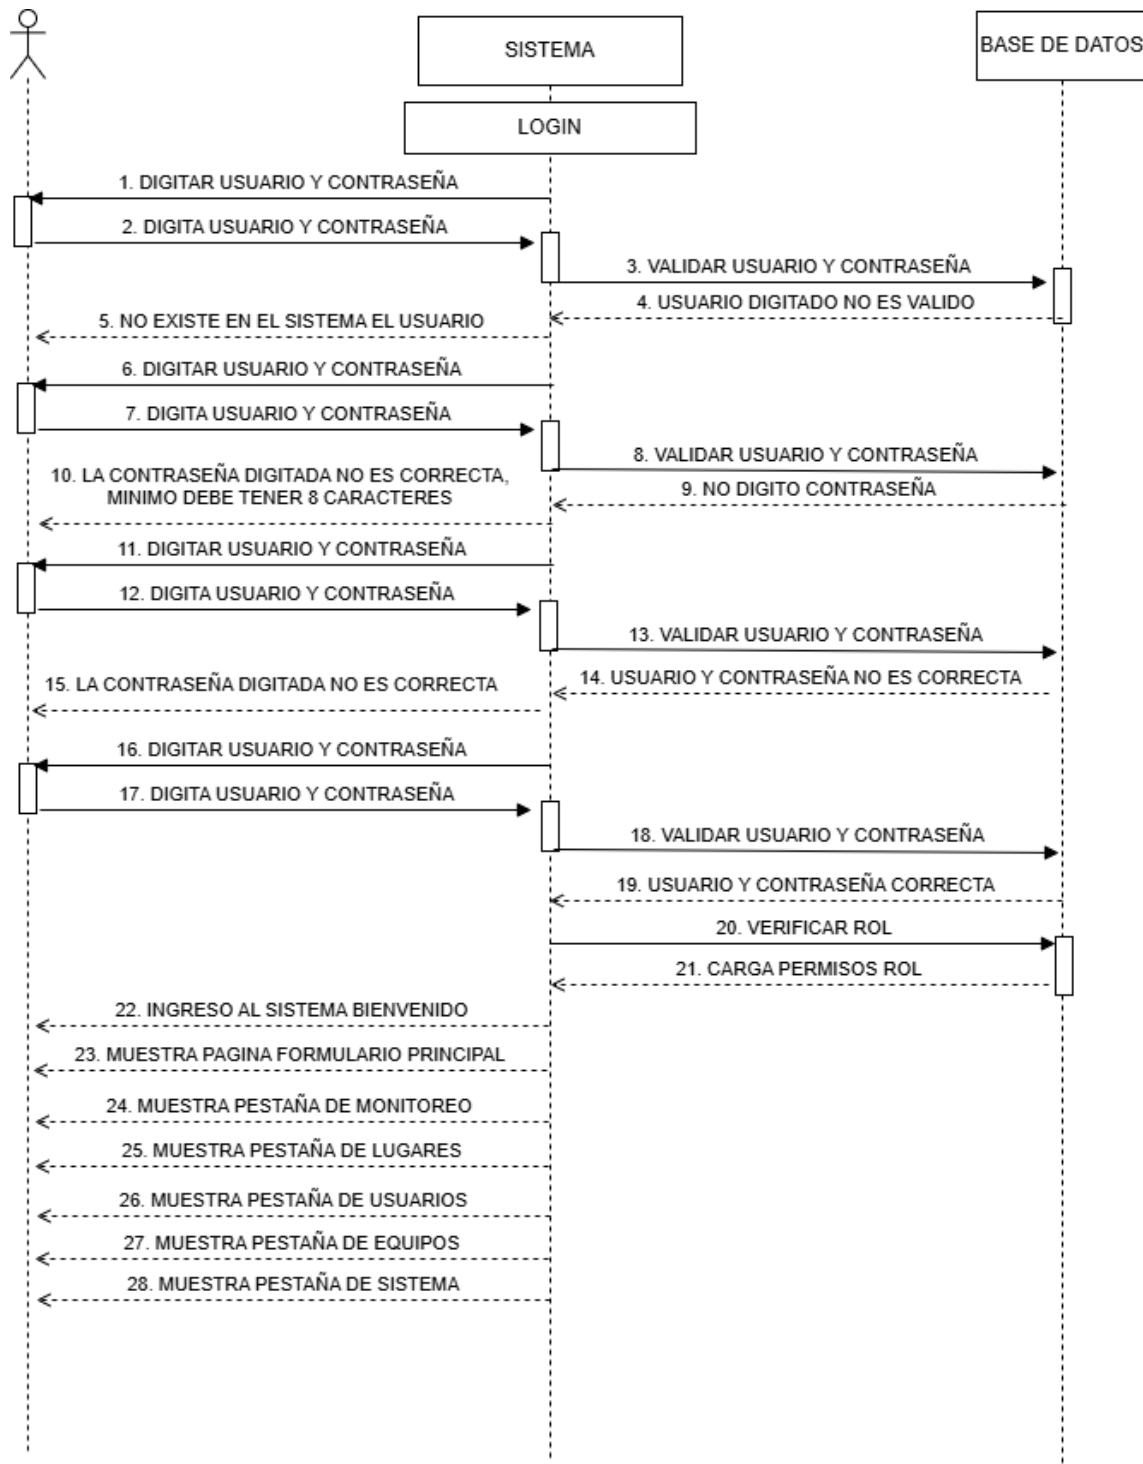 SISTEMA
BASE DE DATOS
LOGIN
1. DIGITAR USUARIO Y CONTRASEÑA
2. DIGITA USUARIO Y CONTRASEÑA
3. VALIDAR USUARIO Y CONTRASEÑA
4. USUARIO DIGITADO NO ES VALIDO
5. NO EXISTE EN EL SISTEMA EL USUARIO
6. DIGITAR USUARIO Y CONTRASEÑA
7. DIGITA USUARIO Y CONTRASEÑA
8. VALIDAR USUARIO Y CONTRASEÑA
9. NO DIGITO CONTRASEÑA
10. LA CONTRASEÑA DIGITADA NO ES CORRECTA,
MINIMO DEBE TENER 8 CARACTERES
11. DIGITAR USUARIO Y CONTRASEÑA
12. DIGITA USUARIO Y CONTRASEÑA
13. VALIDAR USUARIO Y CONTRASEÑA
14. USUARIO Y CONTRASEÑA NO ES CORRECTA
15. LA CONTRASEÑA DIGITADA NO ES CORRECTA
16. DIGITAR USUARIO Y CONTRASEÑA
17. DIGITA USUARIO Y CONTRASEÑA
18. VALIDAR USUARIO Y CONTRASEÑA
19. USUARIO Y CONTRASEÑA CORRECTA
20. VERIFICAR ROL
21. CARGA PERMISOS ROL
22. INGRESO AL SISTEMA BIENVENIDO
23. MUESTRA PAGINA FORMULARIO PRINCIPAL
24. MUESTRA PESTAÑA DE MONITOREO
25. MUESTRA PESTAÑA DE LUGARES
26. MUESTRA PESTAÑA DE USUARIOS
27. MUESTRA PESTAÑA DE EQUIPOS
28. MUESTRA PESTAÑA DE SISTEMA